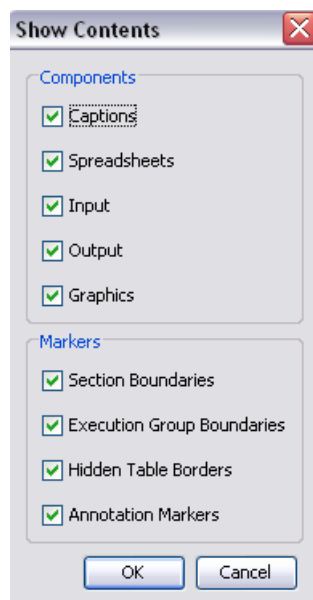 Show Contents
Components
Captions
Spreadsheets
Input
Output
Graphics
Markers
Section Boundaries
Execution Group Boundaries
Hidden Table Borders
Annotation Markers
OK
Cancel